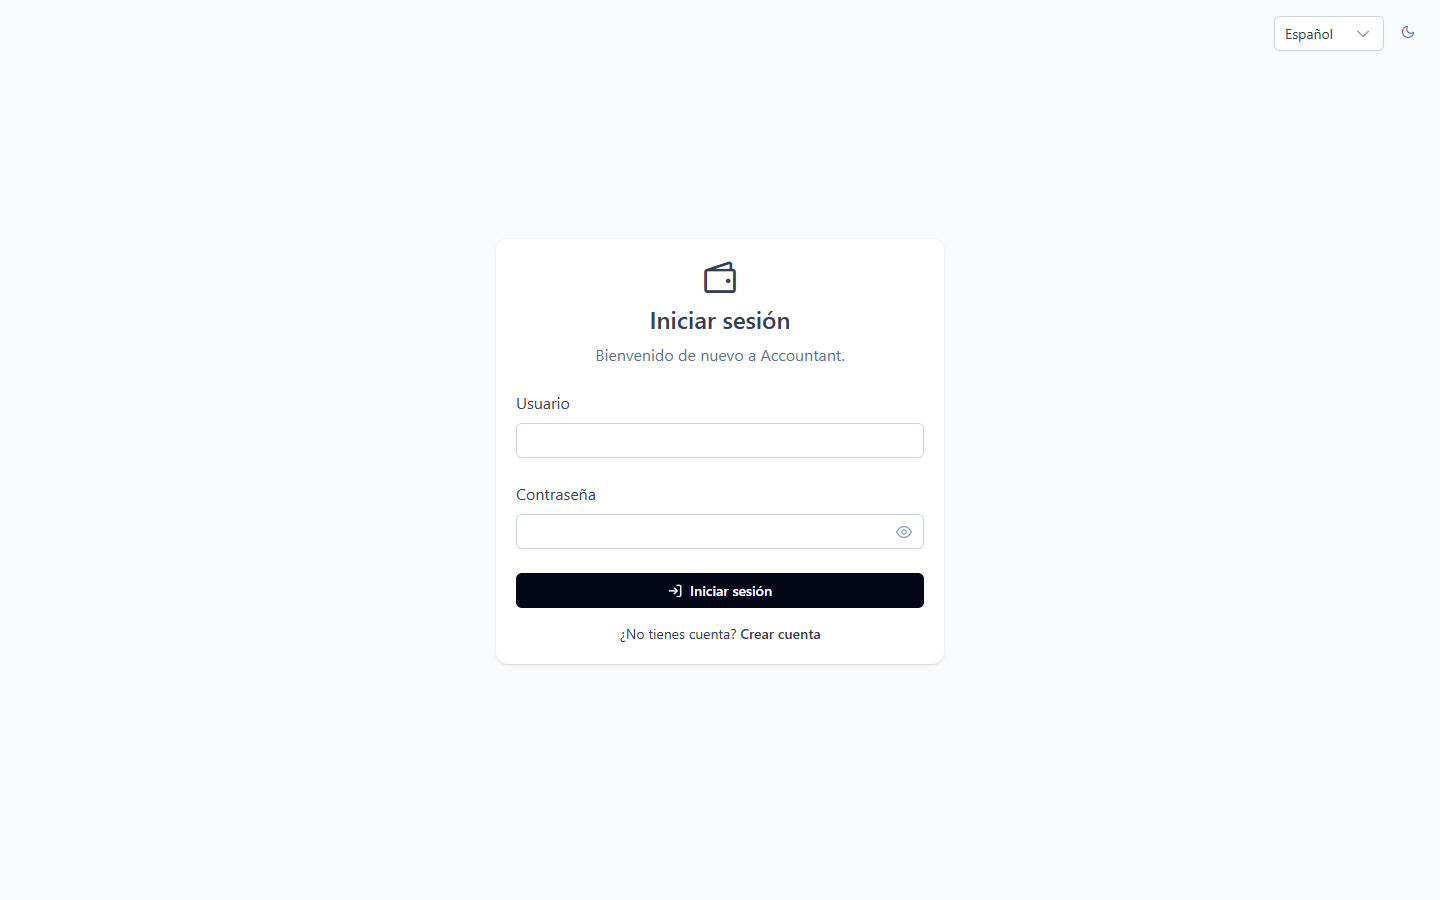 Español
Iniciar sesión
Bienvenido de nuevo a Accountant.
Usuario
Contraseña
Iniciar sesión
¿No tienes cuenta? Crear cuenta